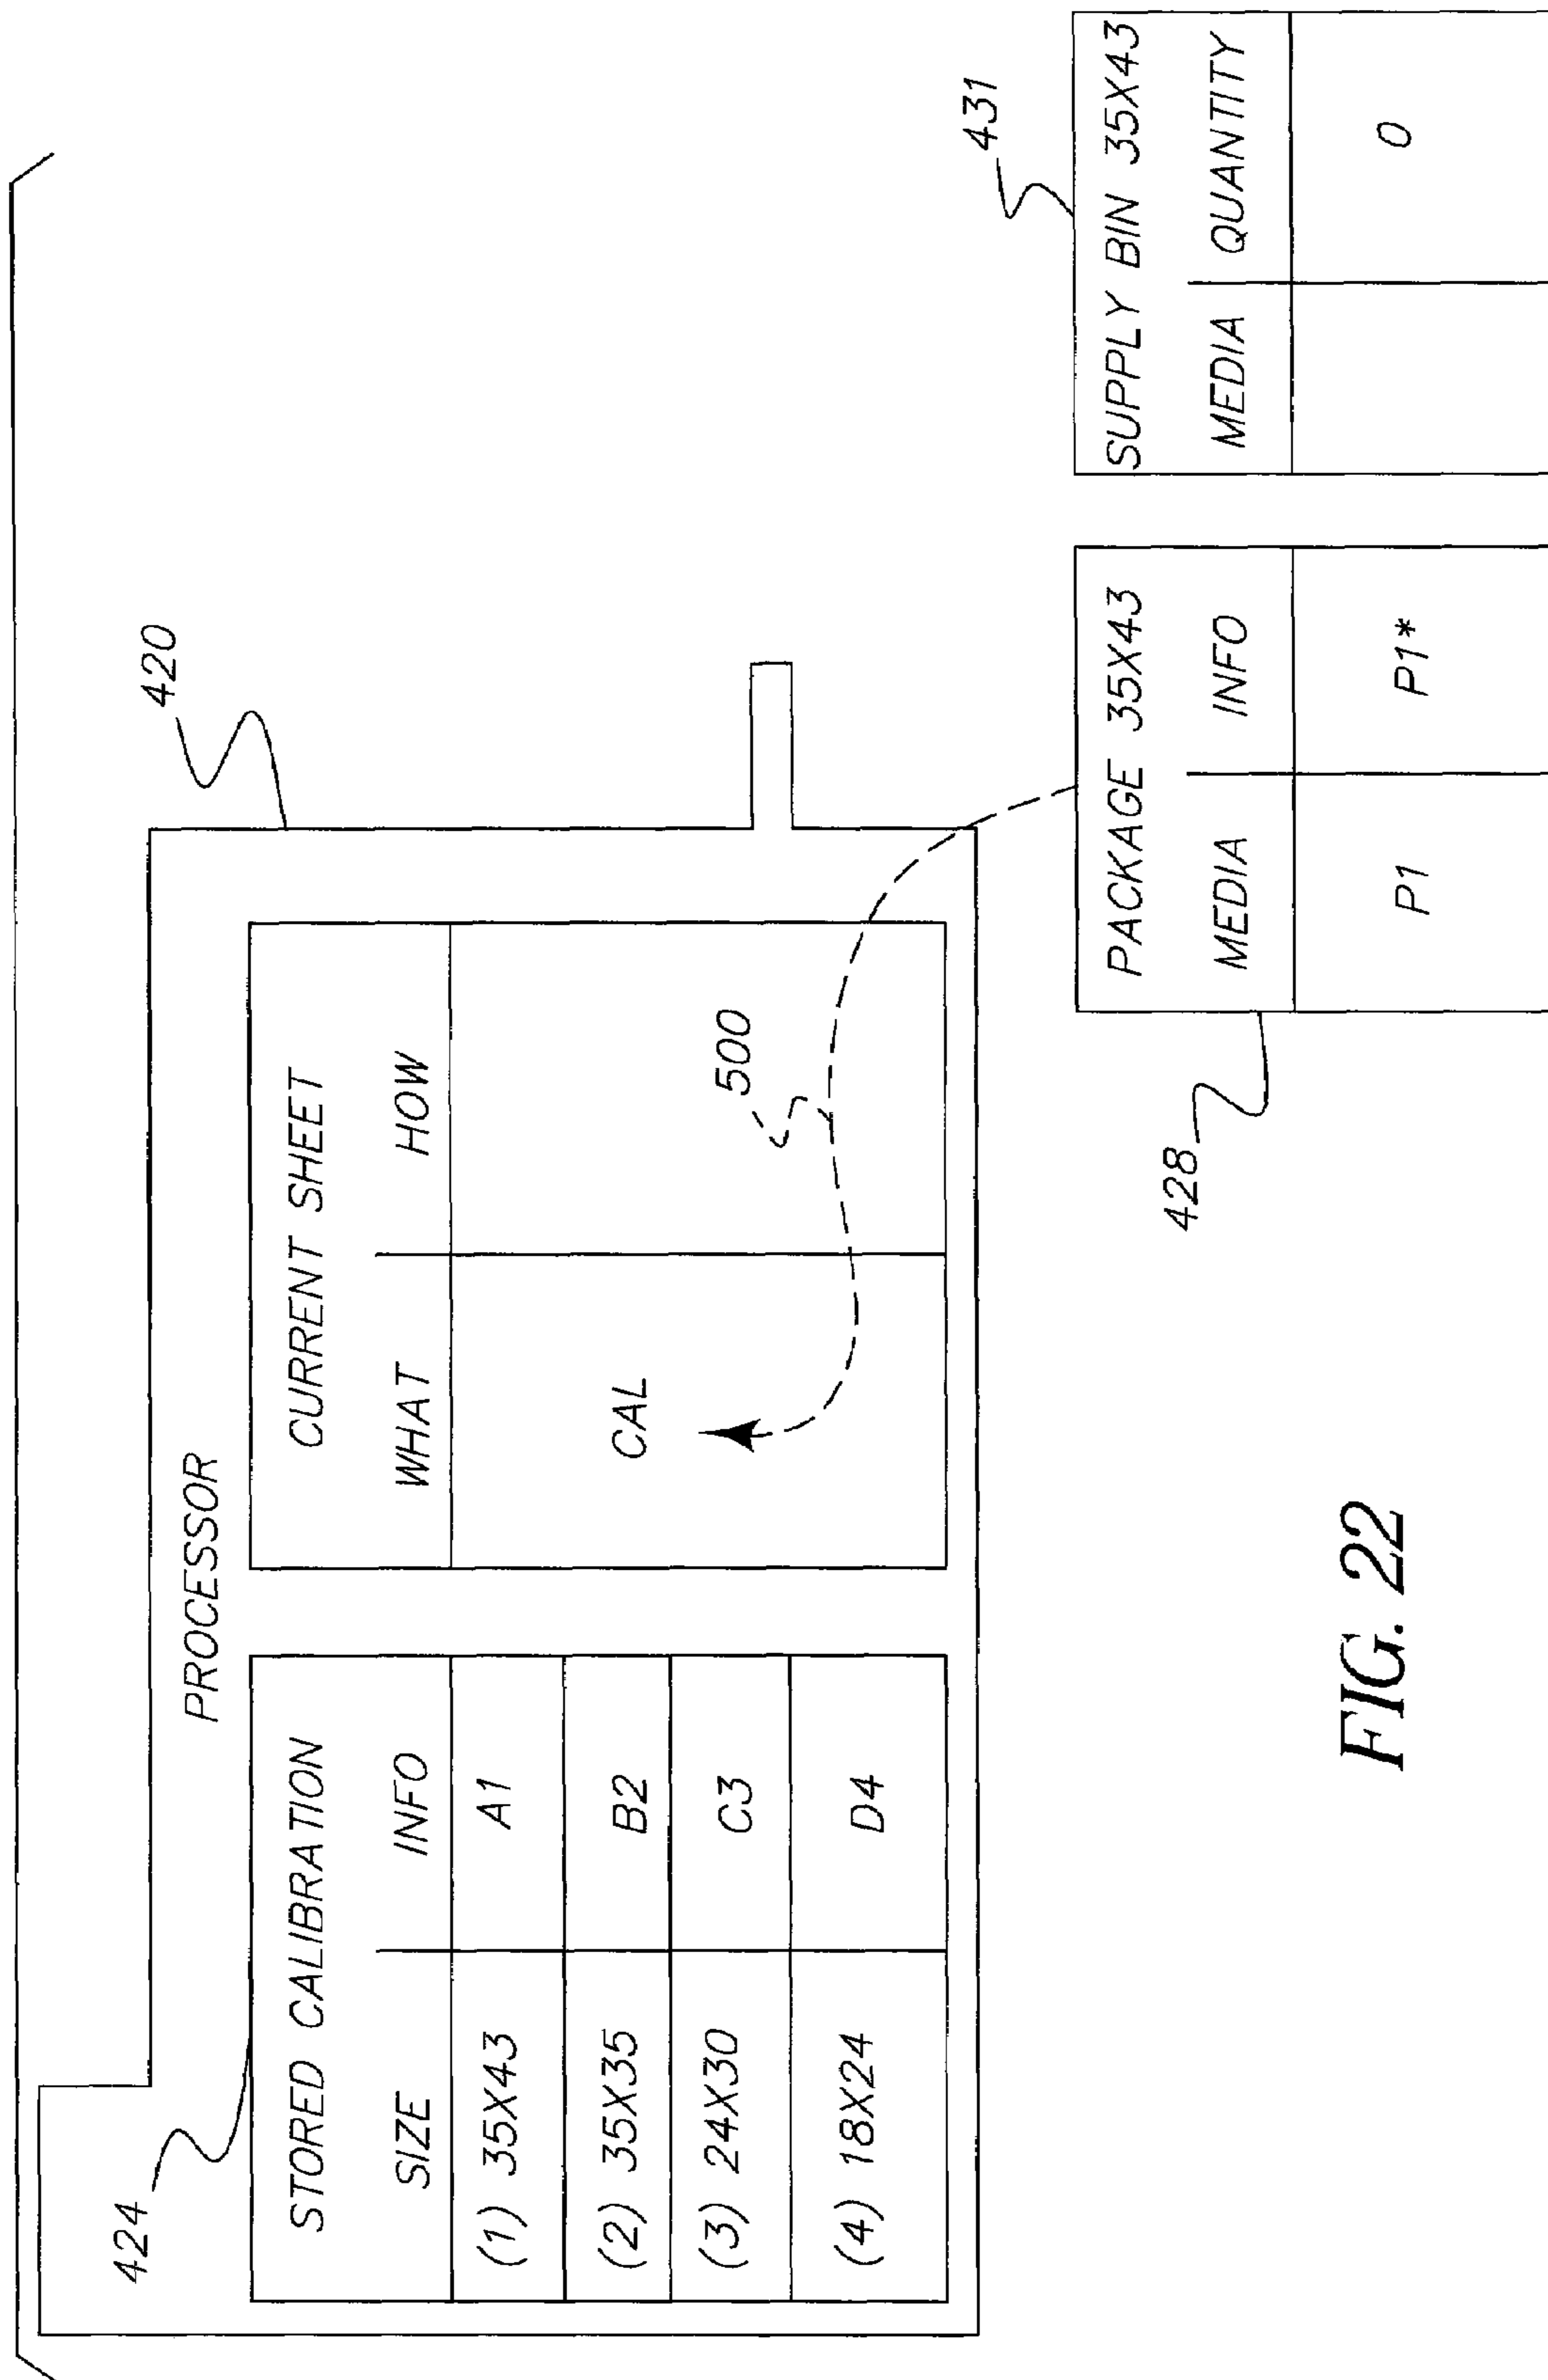 424
PROCESSOR
420
STORED CALIBRATION
SIZE INFO
(1) 35X43 A1
(2) 35X35 B2
(3) 24X30 C3
(4) 18X24 D4
CURRENT SHEET
WHAT HOW
CAL
500
428
PACKAGE 35X43
MEDIA INFO
P1 P1*
431
SUPPLY BIN 35X43
MEDIA QUANTITY
0
FIG. 22